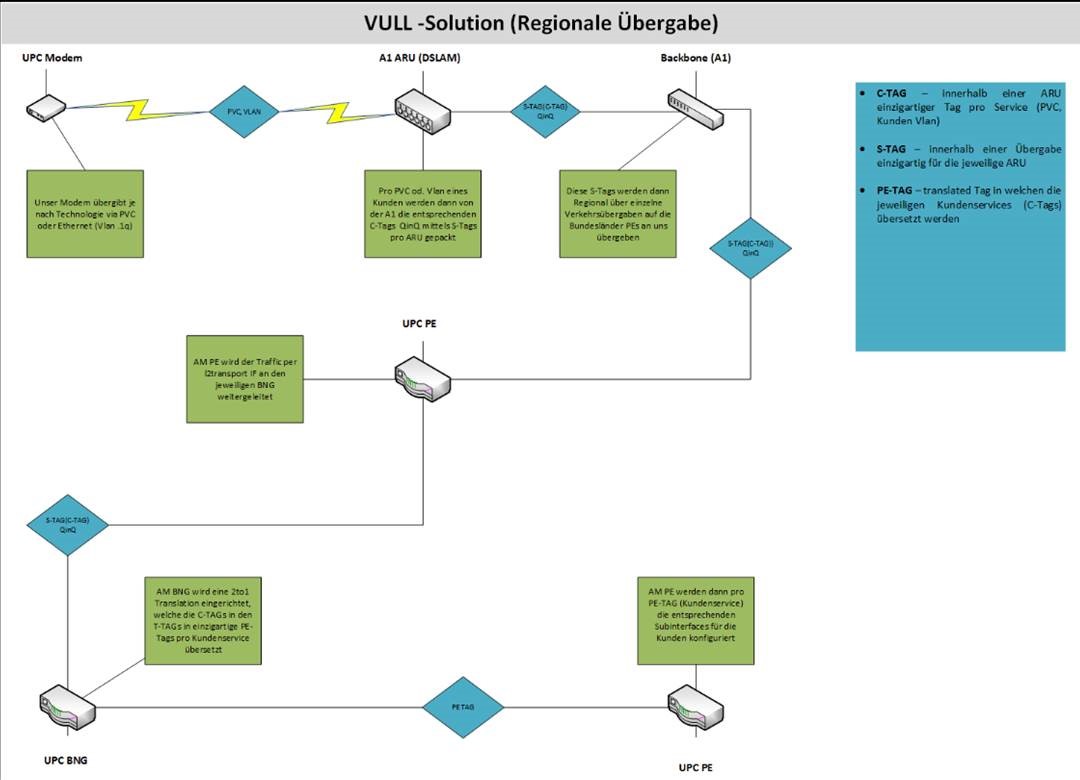 VULL -Solution (Regionale Übergabe)
UPC Modem
A1 ARU (DSLAM)
Backbone (A1)
PVC, VLAN
S-TAG(C-TAG)
QinQ
Unser Modem übergibt je
nach Technologie via PVC
oder Ethernet (Vlan .1q)
Pro PVC od. Vlan eines
Kunden werden dann von
der A1 die entsprechenden
C-Tags QinQ mittels S-Tags
pro ARU gepackt
Diese S-Tags werden dann
Regional über einzelne
Verkehrsübergaben auf die
Bundesländer PEs an uns
übergeben
S-TAG(C-TAG))
QinQ
• C-TAG – innerhalb einer ARU
einzigartiger Tag pro Service (PVC,
Kunden Vlan)
• S-TAG – innerhalb einer Übergabe
einzigartig für die jeweilige ARU
• PE-TAG – translated Tag in welchen die
jeweiligen Kundenservices (C-Tags)
übersetzt werden
UPC PE
AM PE wird der Traffic per
l2transport IF an den
jeweiligen BNG
weitergeleitet
S-TAG(C-TAG)
QinQ
AM BNG wird eine 2to1
Translation eingerichtet,
welche die C-TAGs in den
T-TAGs in einzigartige PE-
Tags pro Kundenservice
übersetzt
AM PE werden dann pro
PE-TAG (Kundenservice)
die entsprechenden
Subinterfaces für die
Kunden konfiguriert
PE TAG
UPC BNG
UPC PE